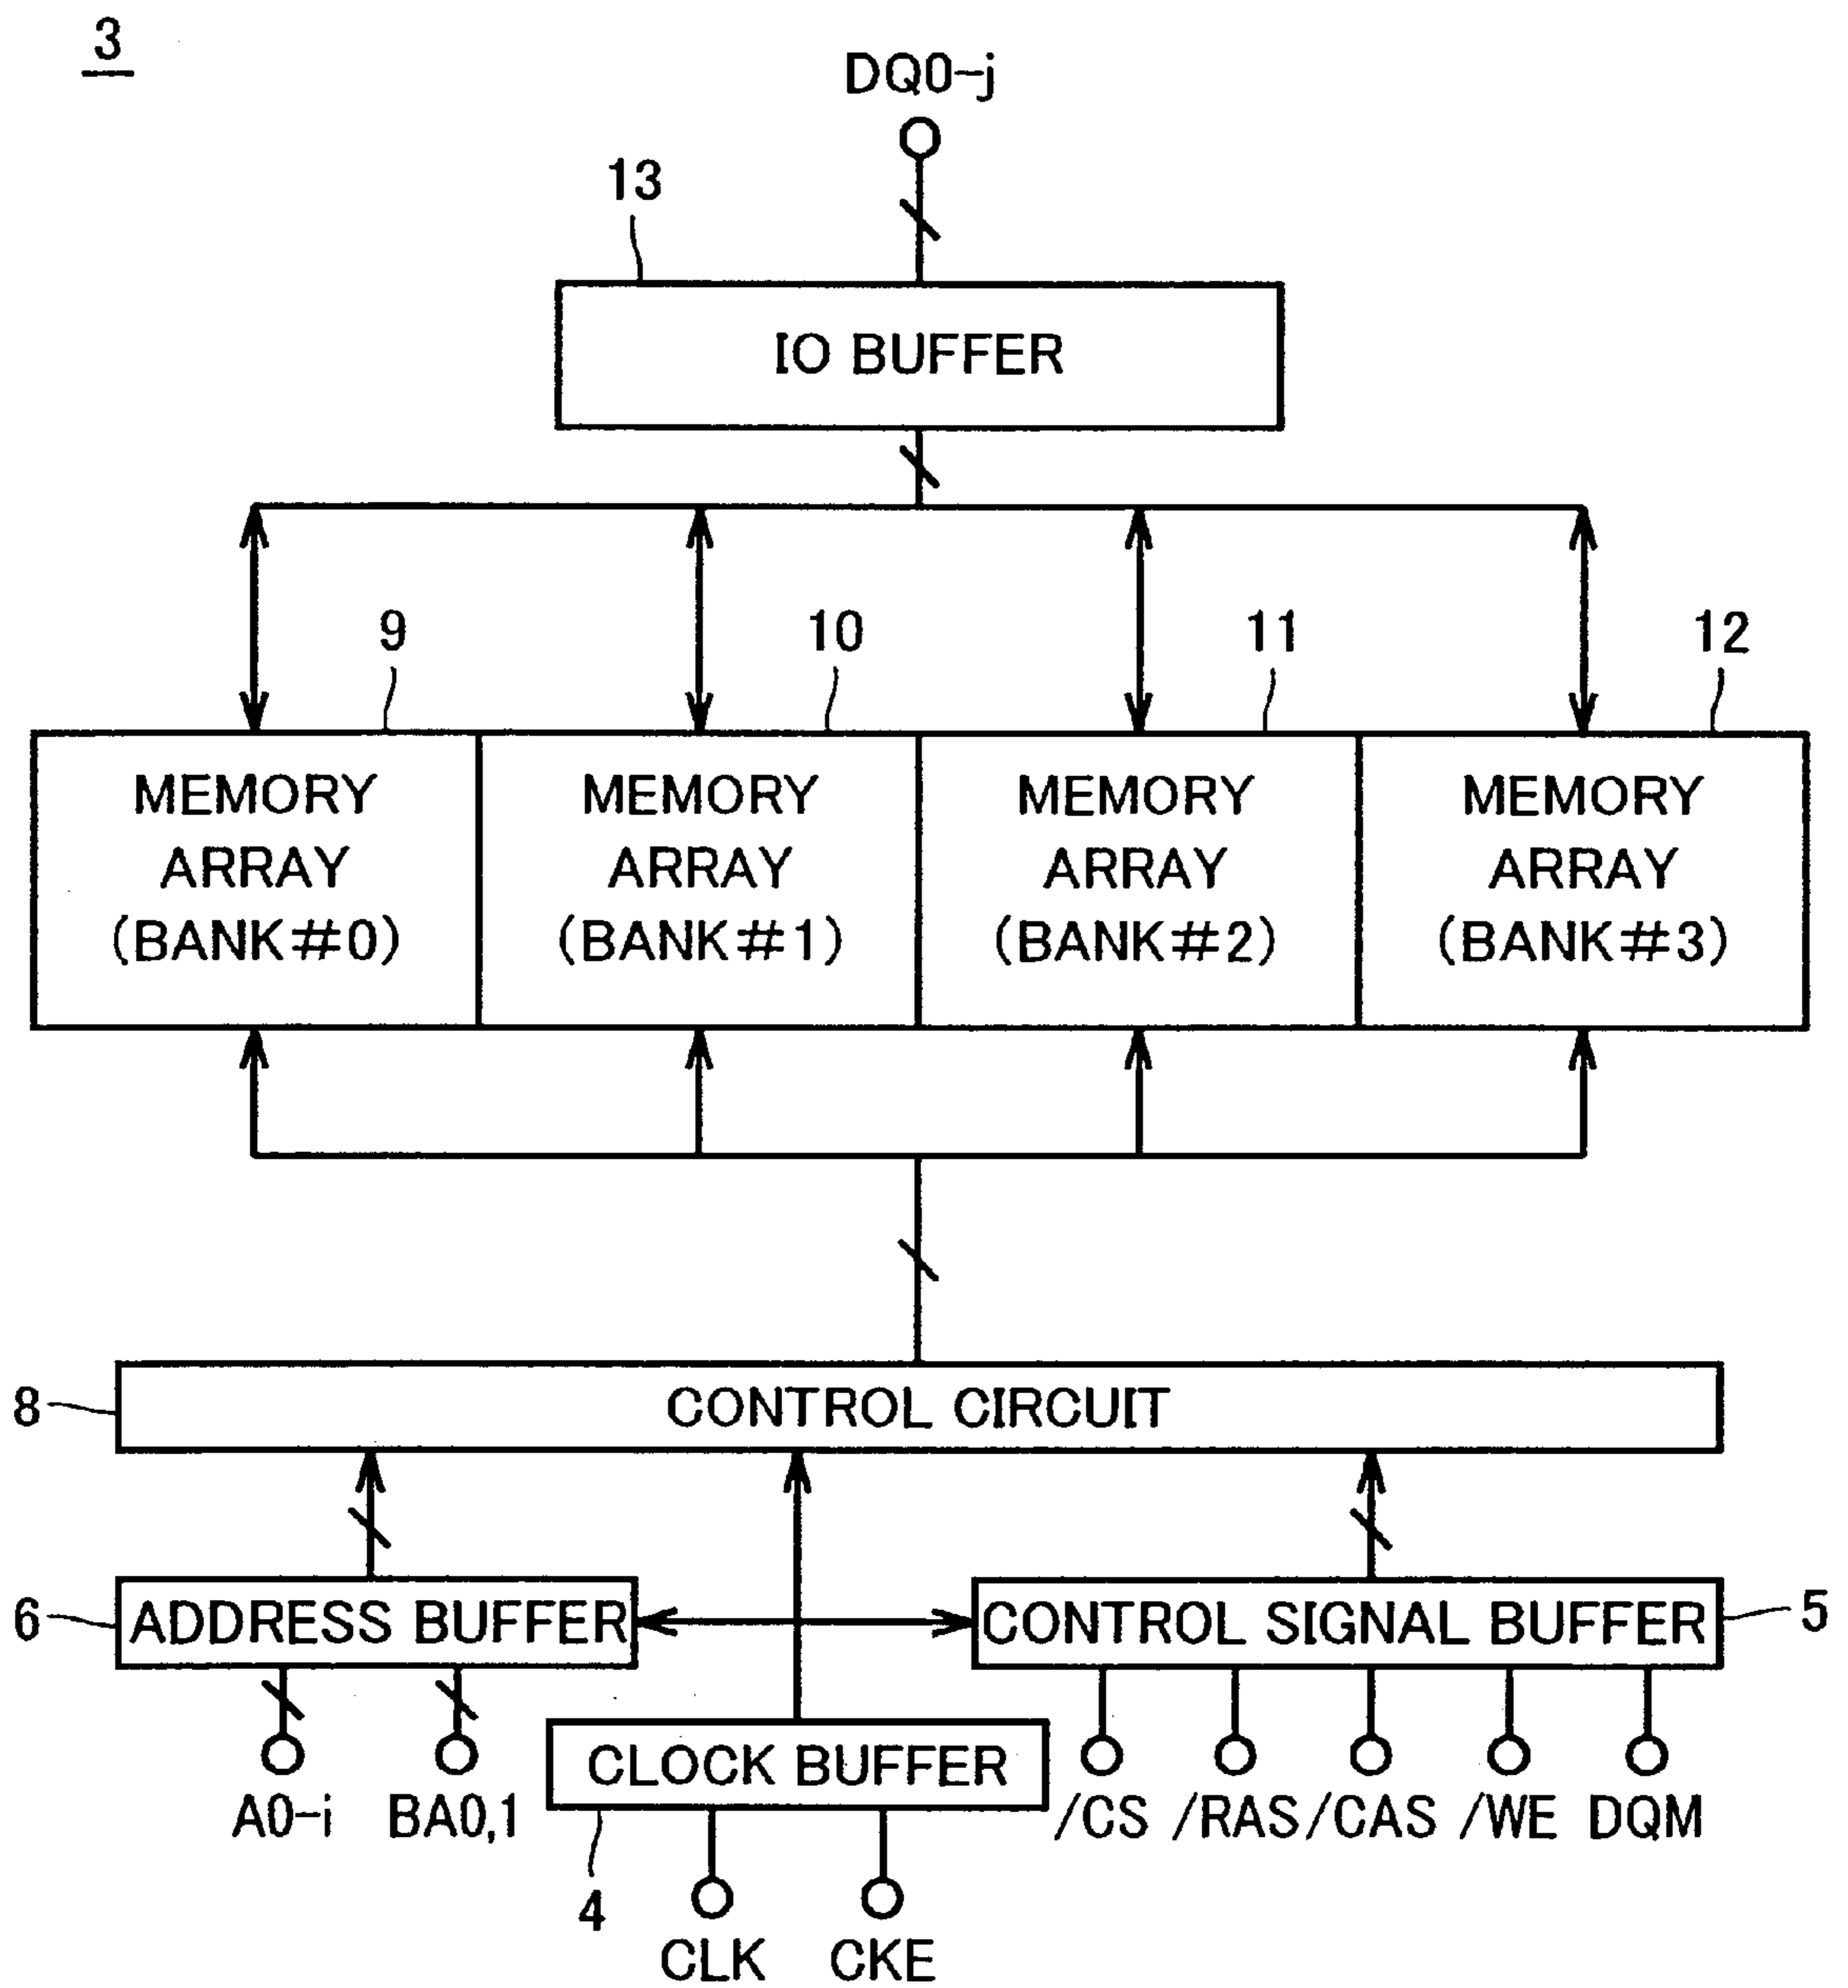 3
DQ0-j
13
IO BUFFER
9 10 11 12
MEMORY ARRAY (BANK#0)
MEMORY ARRAY (BANK#1)
MEMORY ARRAY (BANK#2)
MEMORY ARRAY (BANK#3)
8
CONTROL CIRCUIT
6
ADDRESS BUFFER
CONTROL SIGNAL BUFFER
5
CLOCK BUFFER
A0-i BA0,1
/CS /RAS /CAS /WE DQM
4
CLK CKE